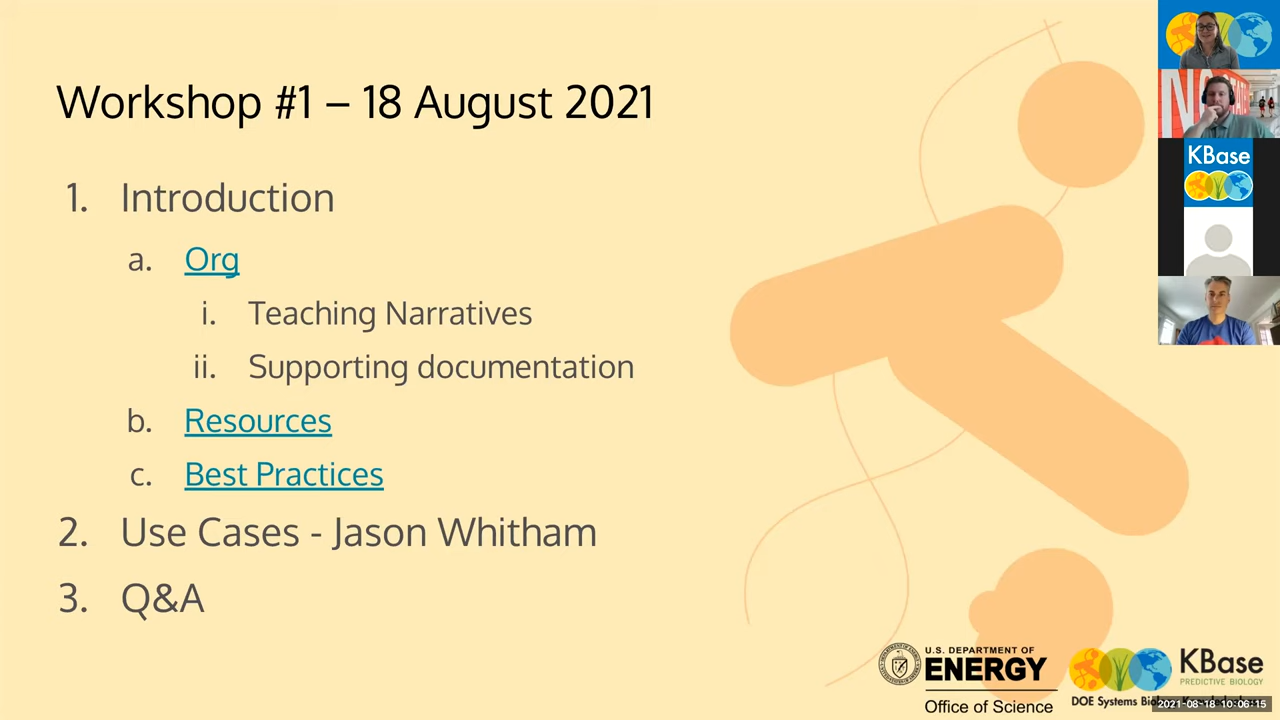 Workshop #1 – 18 August 2021
1. Introduction
a. Org
i. Teaching Narratives
ii. Supporting documentation
b. Resources
c. Best Practices
2. Use Cases - Jason Whitham
3. Q&A
KBase
U.S. DEPARTMENT OF
ENERGY
Office of Science
KBase
PREDICTIVE BIOLOGY
DOE Systems
2021-08-18 10:06:15